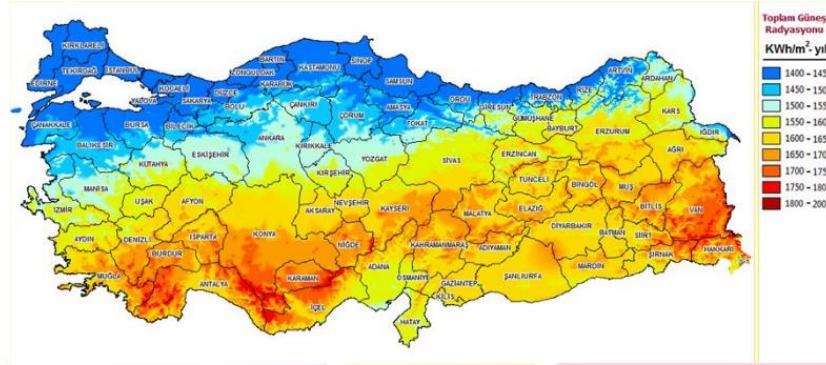 Toplam Güneş
Radyasyonu
KWh/m²- yıl
1400 - 145
1450 - 150
1500 - 155
1550 - 160
1600 - 165
1650 - 170
1700 - 175
1750 - 180
1800 - 200
KIRKLARELİ
TEKİRDAĞ
İSTANBUL
EDİRNE
KOCAELİ
YALOVA
SAKARYA
DÜZCE
BOLU
ZONGULDAK
BARTIN
KARABÜK
KASTAMONU
SİNOP
SAMSUN
ORDU
GİRESUN
TRABZON
RİZE
ARTVİN
ARDAHAN
ÇANAKKALE
BALIKESİR
BURSA
BİLECİK
ESKİŞEHİR
KÜTAHYA
ANKARA
ÇANKIRI
KIRIKKALE
ÇORUM
AMASYA
TOKAT
YOZGAT
SİVAS
GÜMÜŞHANE
BAYBURT
ERZURUM
KARS
IĞDIR
AĞRI
ERZİNCAN
TUNCELİ
BİNGÖL
MUŞ
BİTLİS
VAN
MANİSA
İZMİR
UŞAK
AFYON
KIRŞEHİR
NEVŞEHİR
AKSARAY
KAYSERİ
MALATYA
ELAZIĞ
DİYARBAKIR
BATMAN
SİİRT
ŞIRNAK
HAKKARİ
AYDIN
DENİZLİ
ISPARTA
BURDUR
KONYA
NİĞDE
KAHRAMANMARAŞ
ADIYAMAN
MARDİN
ŞANLIURFA
GAZİANTEP
KİLİS
OSMANİYE
ADANA
HATAY
İÇEL
KARAMAN
ANTALYA
MUĞLA